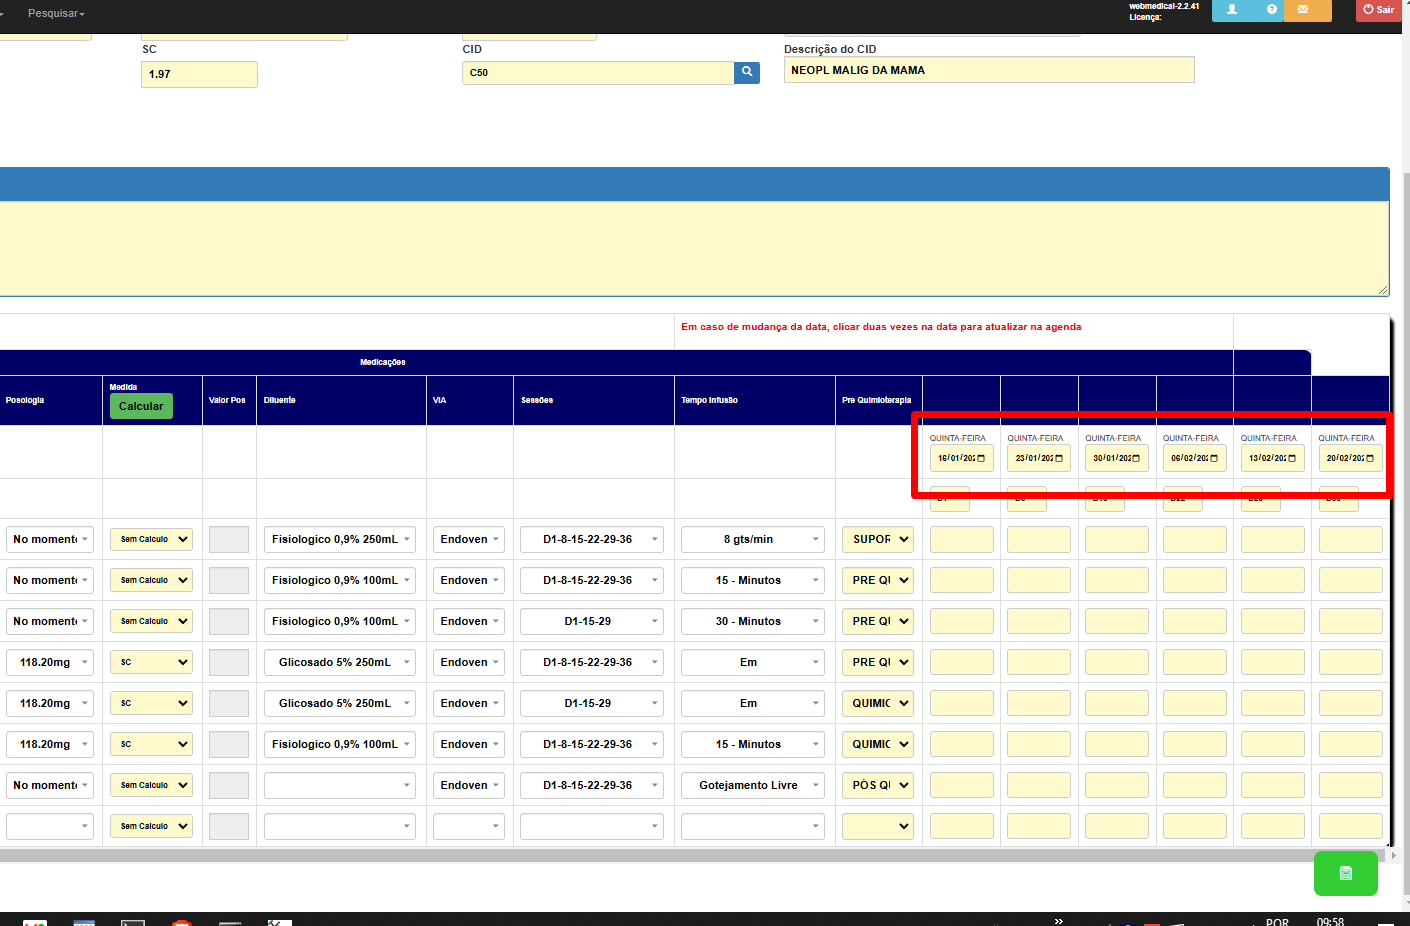 Pesquisar
webmedical-2.2.41
Licença:
Sair
SC
CID
Descrição do CID
1.97
C50
NEOPL MALIG DA MAMA
Em caso de mudança da data, clicar duas vezes na data para atualizar na agenda
Medicações
Posologia
Medida
Calcular
Valor Pos
Diluente
VIA
Sessões
Tempo Infusão
Pre Quimioterapia
QUINTA-FEIRA QUINTA-FEIRA QUINTA-FEIRA QUINTA-FEIRA QUINTA-FEIRA QUINTA-FEIRA
16/01/202 23/01/202 30/01/202 06/02/202 13/02/202 20/02/202
No moment Sem Calculo Fisiologico 0,9% 250mL Endoven D1-8-15-22-29-36 8 gts/min SUPOR
No moment Sem Calculo Fisiologico 0,9% 100mL Endoven D1-8-15-22-29-36 15 - Minutos PRE QU
No moment Sem Calculo Fisiologico 0,9% 100mL Endoven D1-15-29 30 - Minutos PRE QU
118.20mg SC Glicosado 5% 250mL Endoven D1-8-15-22-29-36 Em PRE QU
118.20mg SC Glicosado 5% 250mL Endoven D1-15-29 Em QUIMIC
118.20mg SC Fisiologico 0,9% 100mL Endoven D1-8-15-22-29-36 15 - Minutos QUIMIC
No moment Sem Calculo Endoven D1-8-15-22-29-36 Gotejamento Livre PÓS QU
Sem Calculo
POR
09:58